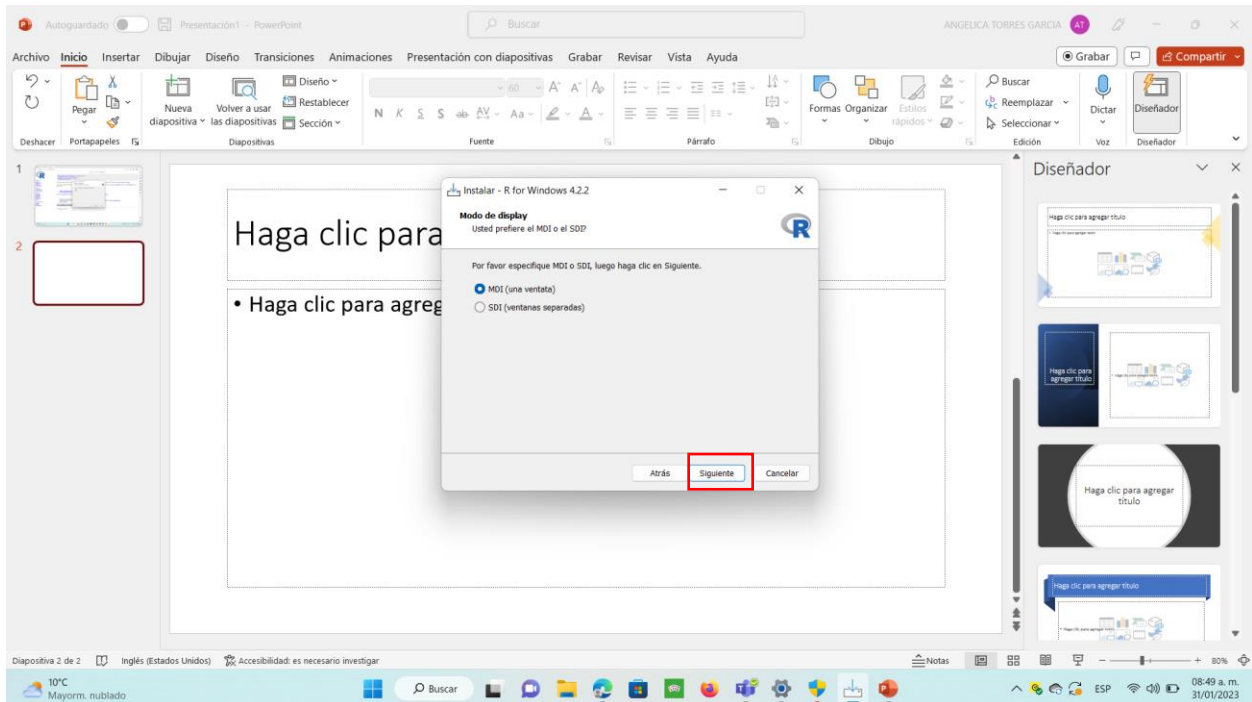 Autoguardado
Presentación1 - PowerPoint
Buscar
ANGELICA TORRES GARCIA
AT
Archivo Inicio Insertar Dibujar Diseño Transiciones Animaciones Presentación con diapositivas Grabar Revisar Vista Ayuda
Grabar
Compartir
Pegar
Nueva diapositiva
Volver a usar las diapositivas
Diseño
Restablecer
Sección
60
N K S S ab AV Aa A
Formas Organizar Estilos rápidos
Buscar
Reemplazar
Seleccionar
Dictar
Diseñador
Deshacer Portapapeles Diapositivas Fuente Párrafo Dibujo Edición Voz Diseñador
1
2
Haga clic para
• Haga clic para agreg
Instalar - R for Windows 4.2.2
Modo de display
Usted prefiere el MDI o el SDI?
R
Por favor especifique MDI o SDI, luego haga clic en Siguiente.
MDI (una ventata)
SDI (ventanas separadas)
Atrás Siguiente Cancelar
Diseñador
Haga clic para agregar título
Haga clic para
agregar título
Haga clic para agregar
título
Haga clic para agregar título
Diapositiva 2 de 2 Inglés (Estados Unidos) Accesibilidad: es necesario investigar Notas 80%
10°C
Mayorm. nublado
Buscar
ESP
08:49 a. m.
31/01/2023